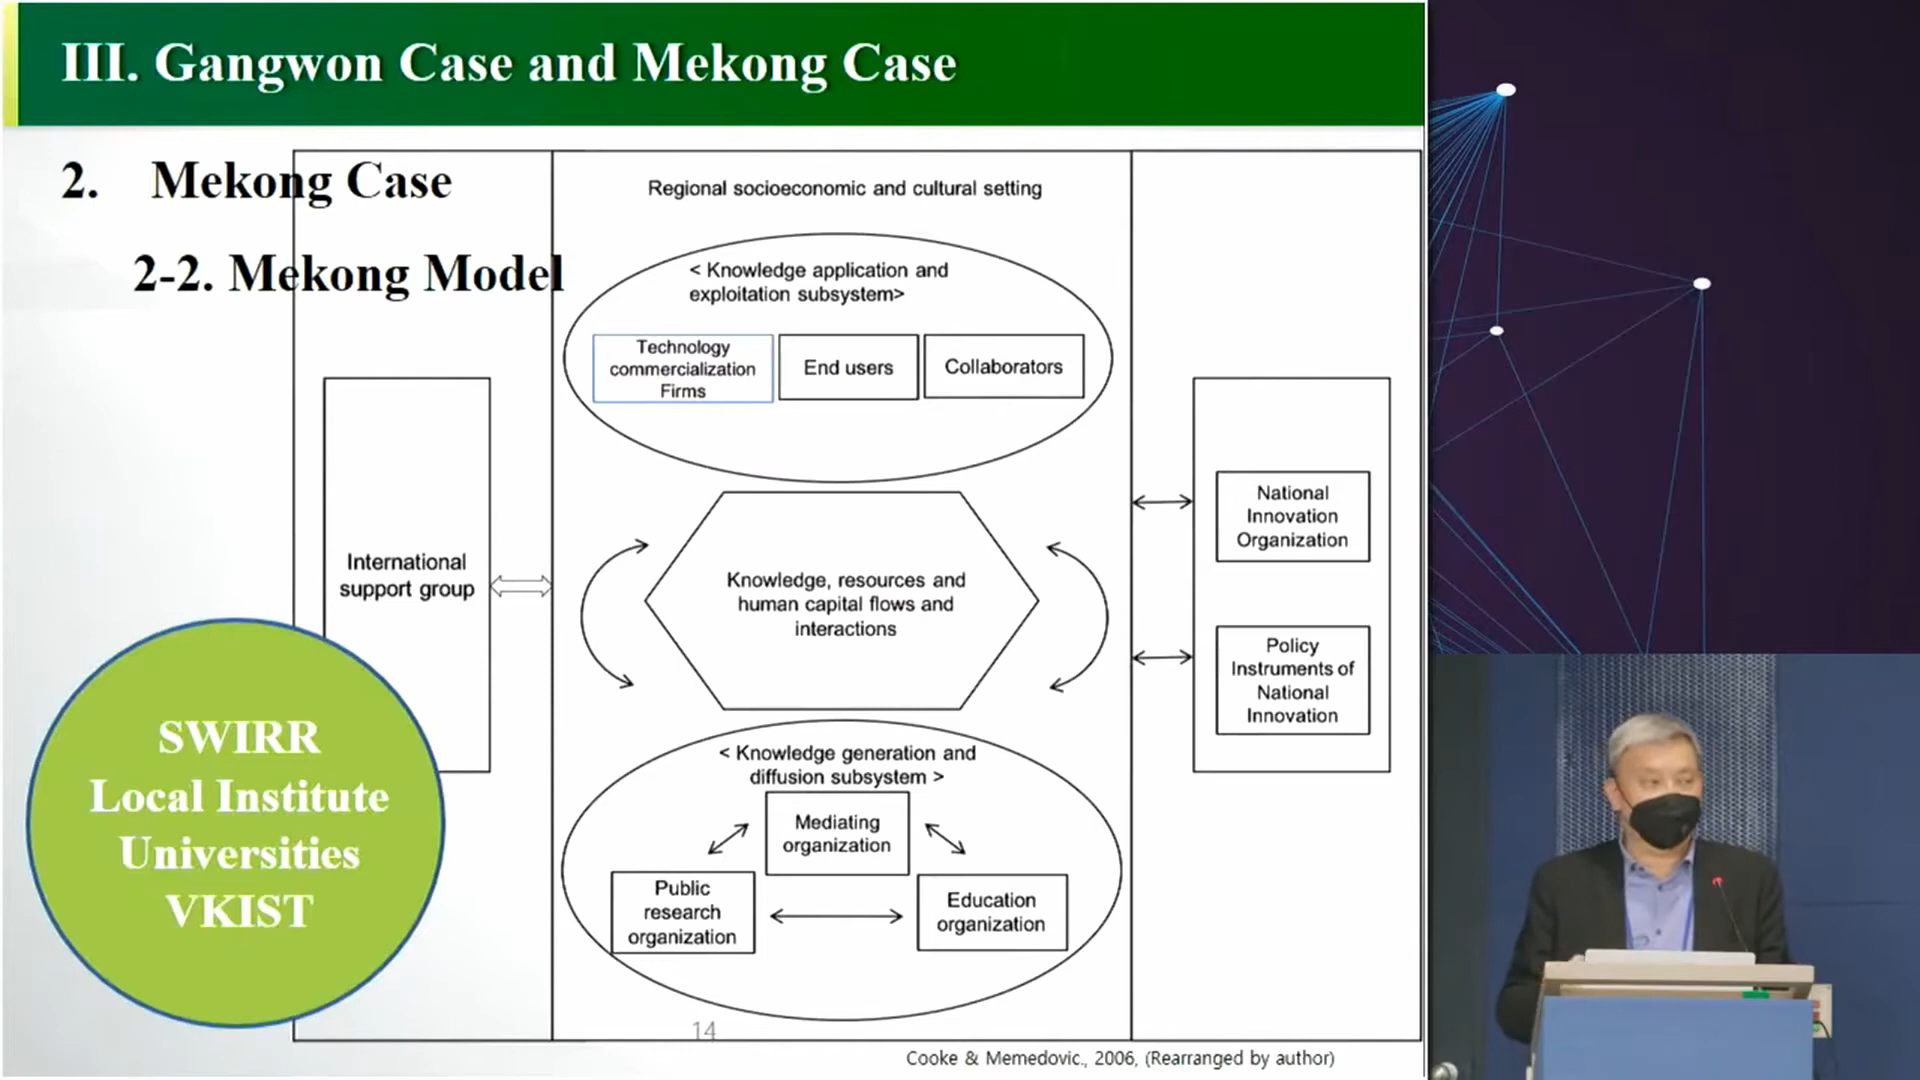 III. Gangwon Case and Mekong Case
2. Mekong Case
2-2. Mekong Model
Regional socioeconomic and cultural setting
< Knowledge application and
exploitation subsystem>
Technology
commercialization
Firms
End users
Collaborators
International
support group
Knowledge, resources and
human capital flows and
interactions
National
Innovation
Organization
Policy
Instruments of
National
Innovation
< Knowledge generation and
diffusion subsystem >
Mediating
organization
Public
research
organization
Education
organization
SWIRR
Local Institute
Universities
VKIST
14
Cooke & Memedovic., 2006, (Rearranged by author)